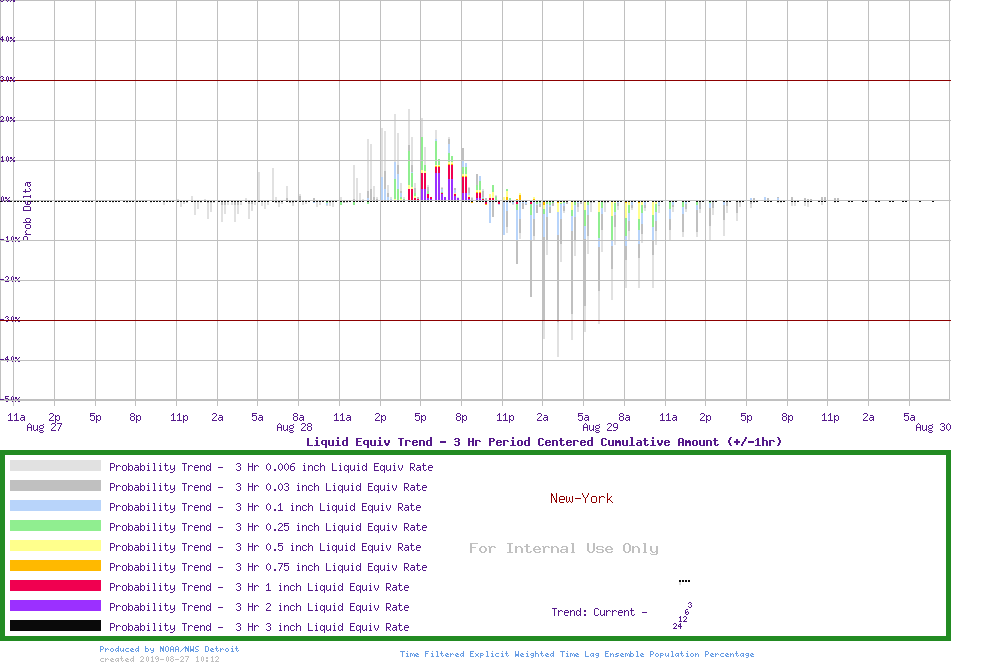 50%
40%
30%
20%
10%
0%
-10%
-20%
-30%
-40%
-50%
Prob Delta
11a 2p 5p 8p 11p 2a 5a 8a 11a 2p 5p 8p 11p 2a 5a 8a 11a 2p 5p 8p 11p 2a 5a
Aug 27 Aug 28 Aug 29 Aug 30
Liquid Equiv Trend - 3 Hr Period Centered Cumulative Amount (+/-1hr)
Probability Trend - 3 Hr 0.006 inch Liquid Equiv Rate
Probability Trend - 3 Hr 0.03 inch Liquid Equiv Rate
Probability Trend - 3 Hr 0.1 inch Liquid Equiv Rate
Probability Trend - 3 Hr 0.25 inch Liquid Equiv Rate
Probability Trend - 3 Hr 0.5 inch Liquid Equiv Rate
Probability Trend - 3 Hr 0.75 inch Liquid Equiv Rate
Probability Trend - 3 Hr 1 inch Liquid Equiv Rate
Probability Trend - 3 Hr 2 inch Liquid Equiv Rate
Probability Trend - 3 Hr 3 inch Liquid Equiv Rate
New-York
For Internal Use Only
Trend: Current -
3
6
12
24
Produced by NOAA/NWS Detroit
created 2019-08-27 10:12
Time Filtered Explicit Weighted Time Lag Ensemble Population Percentage